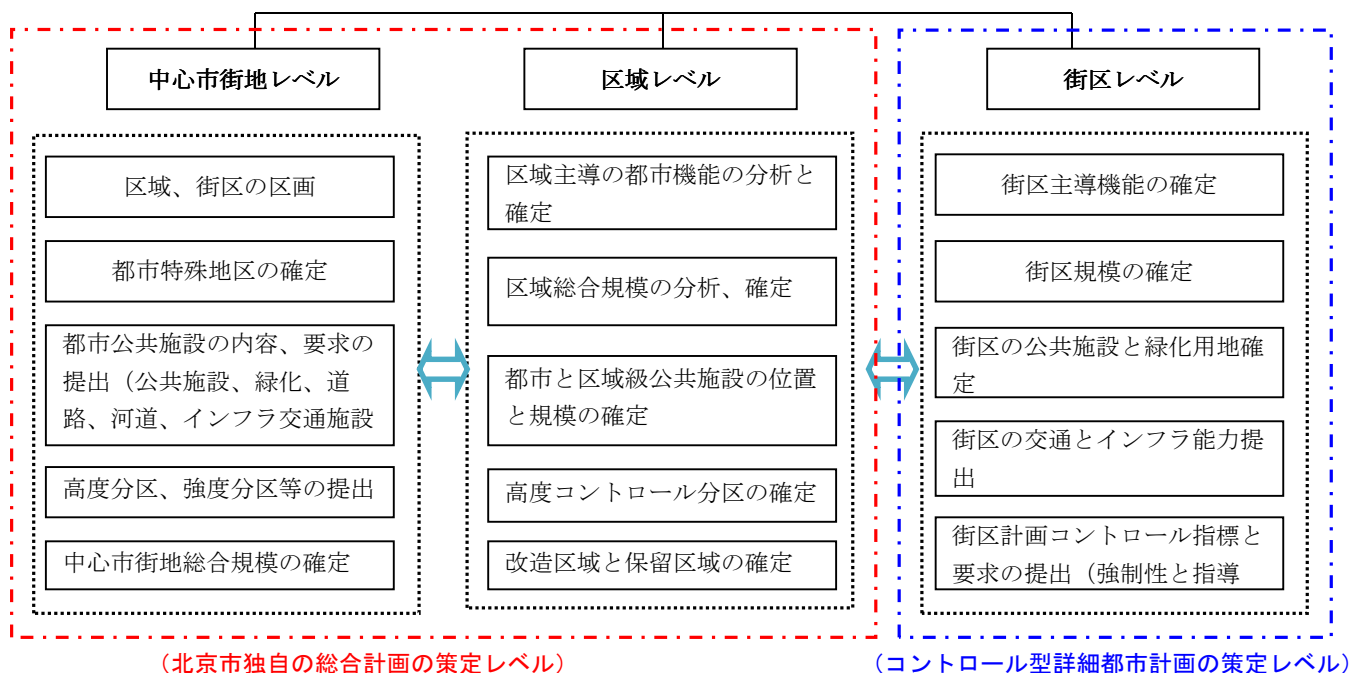 中心市街地レベル
区域、街区の区画
都市特殊地区の確定
都市公共施設の内容、要求の
提出（公共施設、緑化、道
路、河道、インフラ交通施設
高度分区、強度分区等の提出
中心市街地総合規模の確定
区域レベル
区域主導の都市機能の分析と
確定
区域総合規模の分析、確定
都市と区域級公共施設の位置
と規模の確定
高度コントロール分区の確定
改造区域と保留区域の確定
街区レベル
街区主導機能の確定
街区規模の確定
街区の公共施設と緑化用地確
定
街区の交通とインフラ能力提
出
街区計画コントロール指標と
要求の提出（強制性と指導
（北京市独自の総合計画の策定レベル）
（コントロール型詳細都市計画の策定レベル）